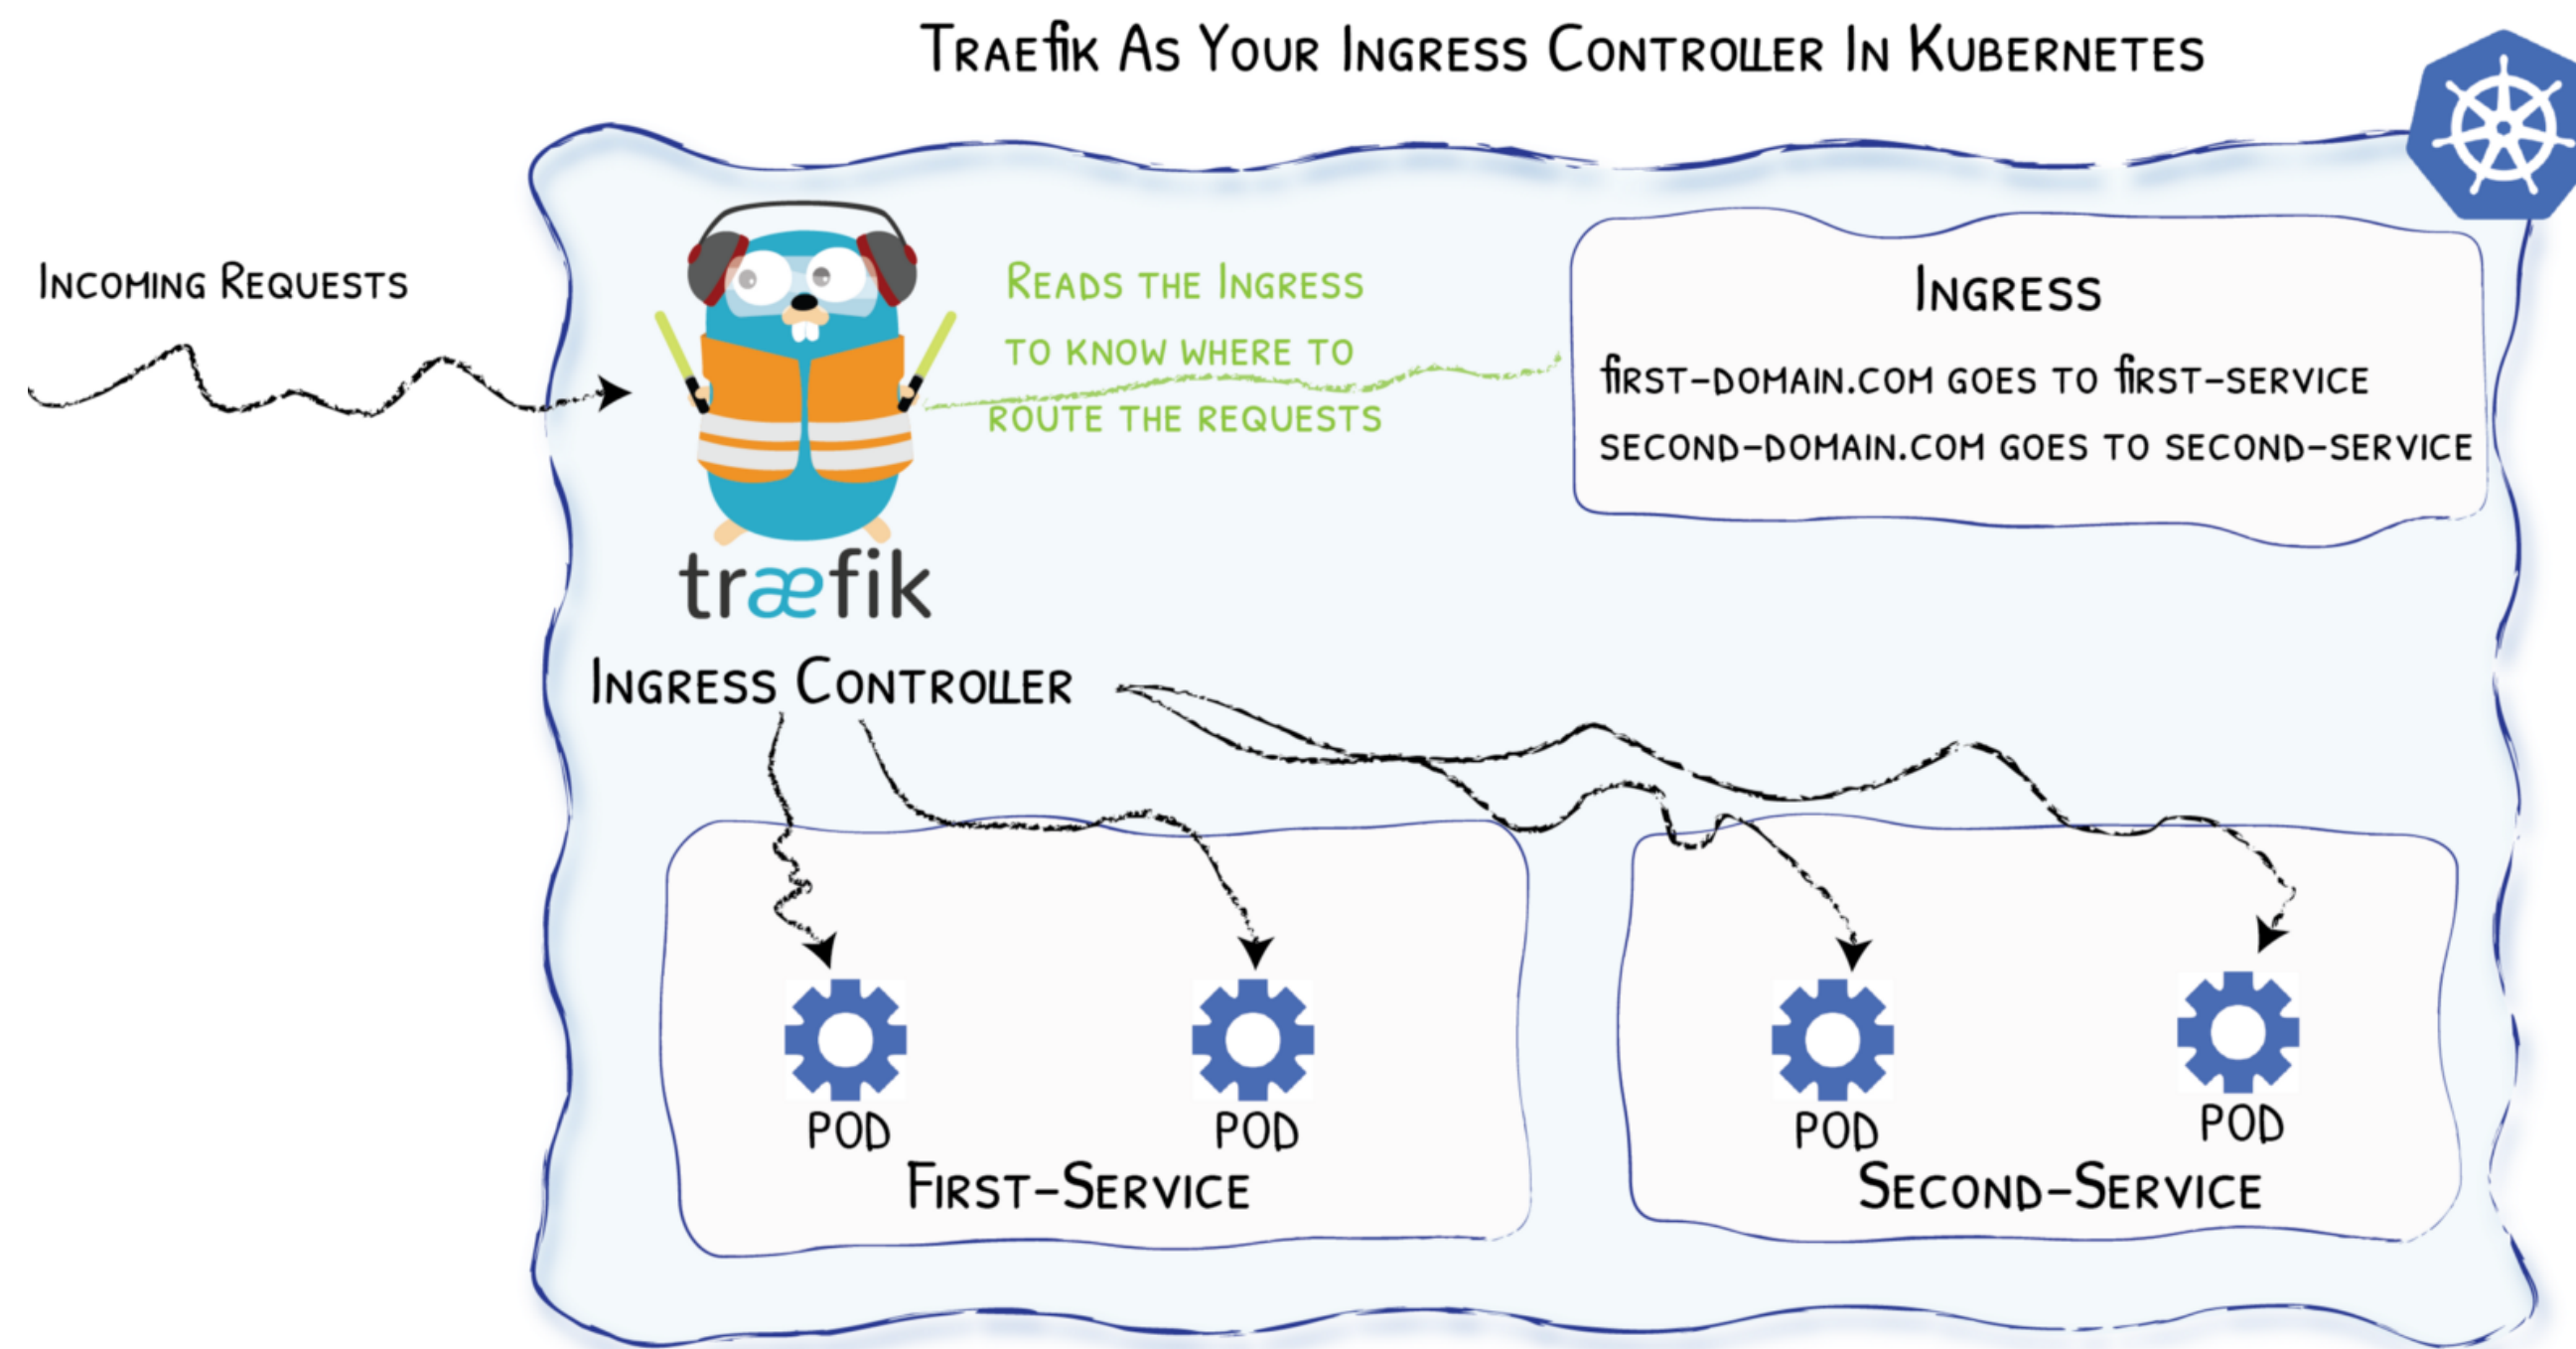 Traefik As Your Ingress Controller In Kubernetes
Incoming Requests
Reads the Ingress
to know where to
route the requests
Ingress
first-domain.com goes to first-service
second-domain.com goes to second-service
træfik
Ingress Controller
pod
pod
First-Service
pod
pod
Second-Service